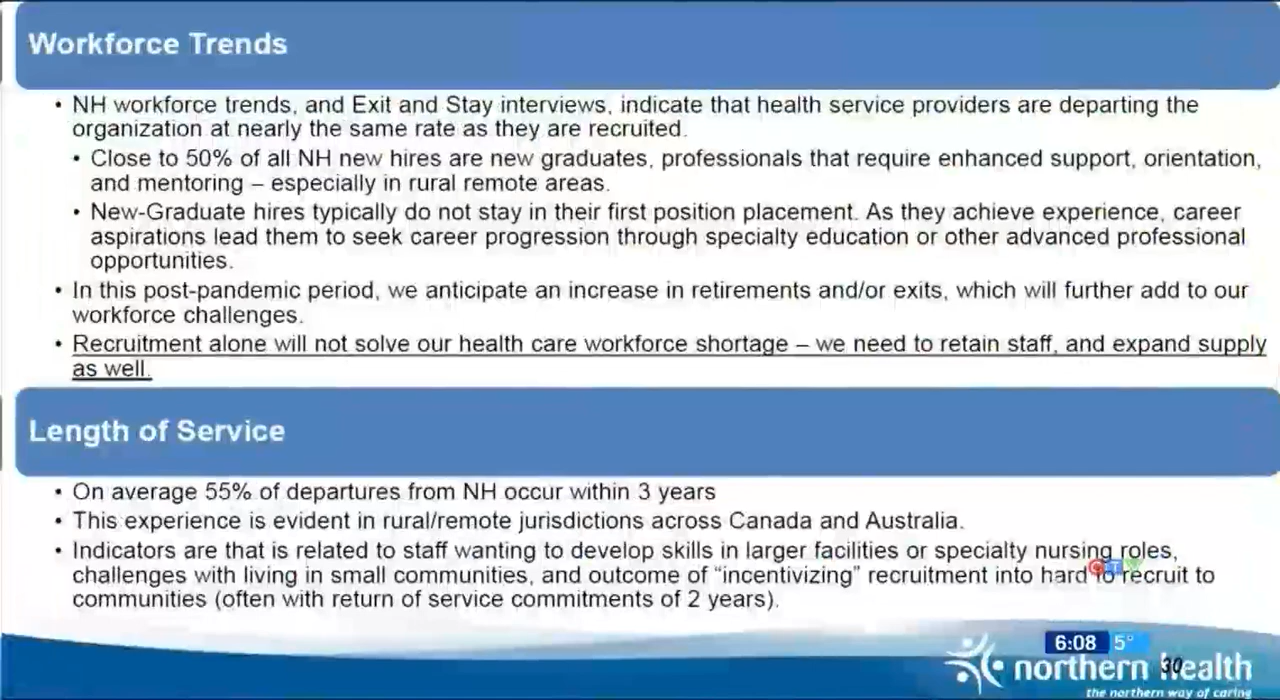 Workforce Trends
• NH workforce trends, and Exit and Stay interviews, indicate that health service providers are departing the
organization at nearly the same rate as they are recruited.
• Close to 50% of all NH new hires are new graduates, professionals that require enhanced support, orientation,
and mentoring – especially in rural remote areas.
• New-Graduate hires typically do not stay in their first position placement. As they achieve experience, career
aspirations lead them to seek career progression through specialty education or other advanced professional
opportunities.
• In this post-pandemic period, we anticipate an increase in retirements and/or exits, which will further add to our
workforce challenges.
• Recruitment alone will not solve our health care workforce shortage – we need to retain staff, and expand supply
as well.
Length of Service
• On average 55% of departures from NH occur within 3 years
• This experience is evident in rural/remote jurisdictions across Canada and Australia.
• Indicators are that is related to staff wanting to develop skills in larger facilities or specialty nursing roles,
challenges with living in small communities, and outcome of “incentivizing” recruitment into hard to recruit to
communities (often with return of service commitments of 2 years).
CTV
6:08 5°
northern health
30
the northern way of caring